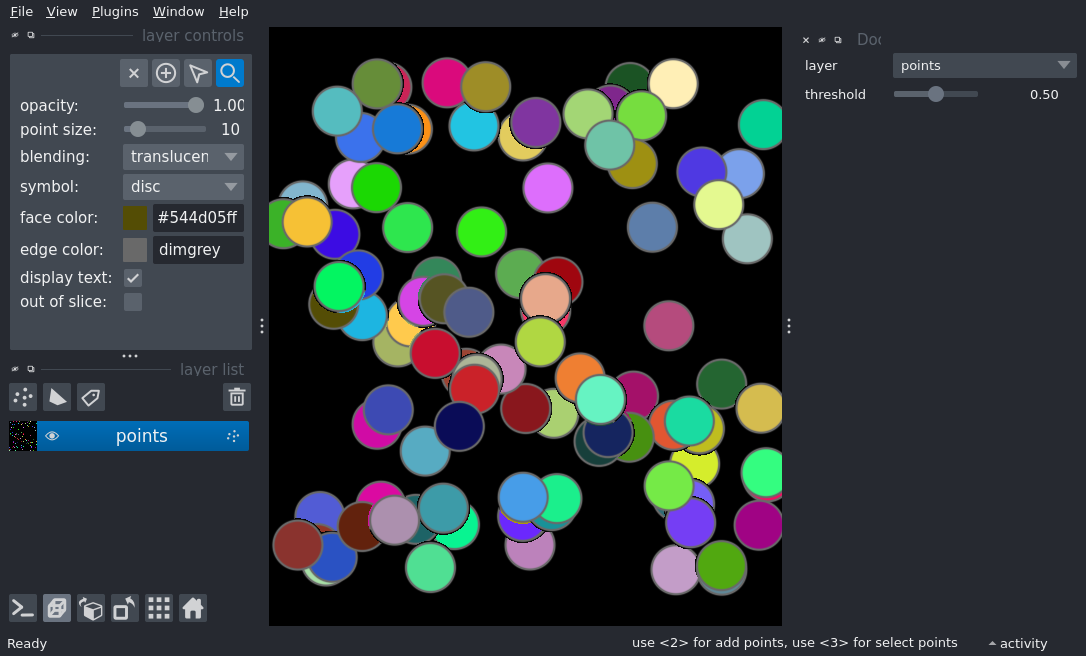 File View Plugins Window Help
layer controls
opacity: 1.00
point size: 10
blending: translucen
symbol: disc
face color: #544d05ff
edge color: dimgrey
display text:
out of slice:
layer list
points
Doc
layer points
threshold 0.50
Ready
use <2> for add points, use <3> for select points
activity